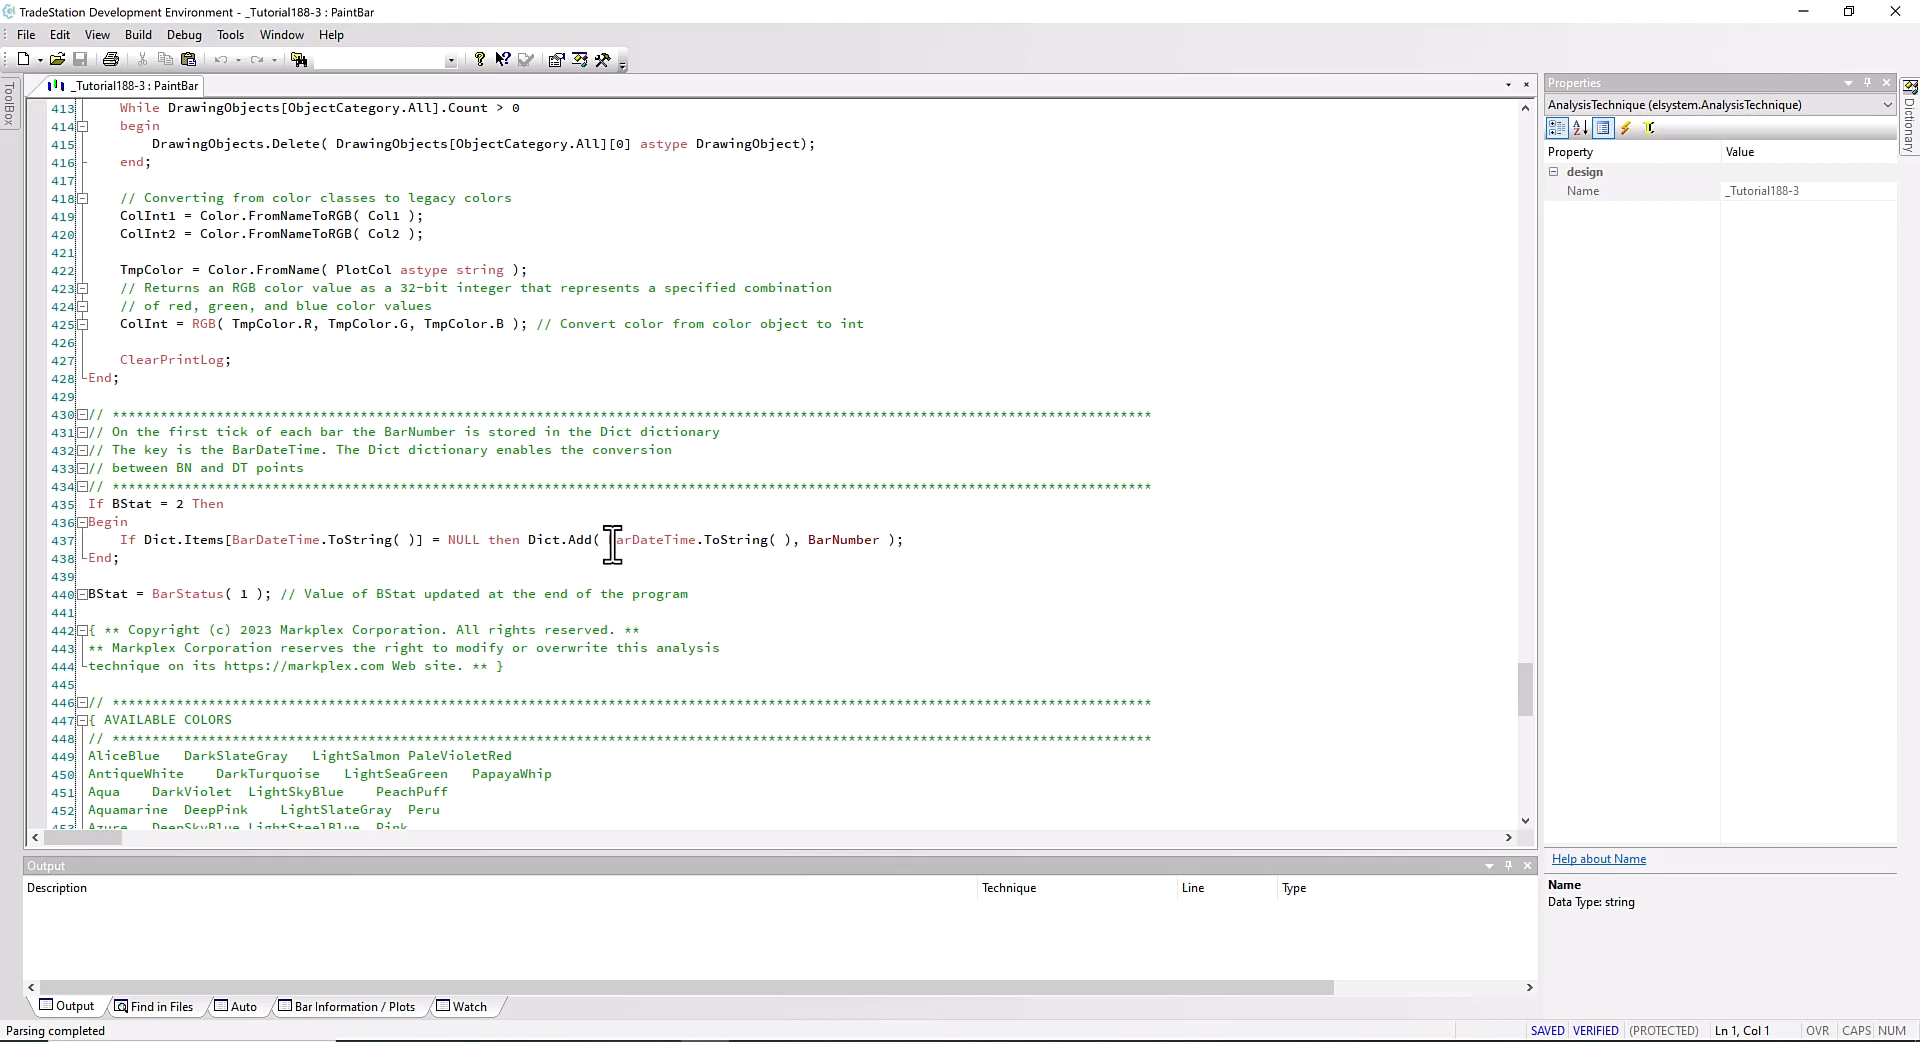 TradeStation Development Environment - _Tutorial188-3 : PaintBar
File Edit View Build Debug Tools Window Help
_Tutorial188-3 : PaintBar
ToolBox
413 While DrawingObjects[ObjectCategory.All].Count > 0
414 begin
415 DrawingObjects.Delete( DrawingObjects[ObjectCategory.All][0] astype DrawingObject);
416 end;
417
418 // Converting from color classes to legacy colors
419 ColInt1 = Color.FromNameToRGB( Col1 );
420 ColInt2 = Color.FromNameToRGB( Col2 );
421
422 TmpColor = Color.FromName( PlotCol astype string );
423 // Returns an RGB color value as a 32-bit integer that represents a specified combination
424 // of red, green, and blue color values
425 ColInt = RGB( TmpColor.R, TmpColor.G, TmpColor.B ); // Convert color from color object to int
426
427 ClearPrintLog;
428 End;
429
430 // **********************************************************************************************************************************
431 // On the first tick of each bar the BarNumber is stored in the Dict dictionary
432 // The key is the BarDateTime. The Dict dictionary enables the conversion
433 // between BN and DT points
434 // **********************************************************************************************************************************
435 If BStat = 2 Then
436 Begin
437 If Dict.Items[BarDateTime.ToString( )] = NULL then Dict.Add( BarDateTime.ToString( ), BarNumber );
438 End;
439
440 BStat = BarStatus( 1 ); // Value of BStat updated at the end of the program
441
442 { ** Copyright (c) 2023 Markplex Corporation. All rights reserved. **
443 ** Markplex Corporation reserves the right to modify or overwrite this analysis
444 technique on its https://markplex.com Web site. ** }
445
446 // **********************************************************************************************************************************
447 { AVAILABLE COLORS
448 // **********************************************************************************************************************************
449 AliceBlue DarkSlateGray LightSalmon PaleVioletRed
450 AntiqueWhite DarkTurquoise LightSeaGreen PapayaWhip
451 Aqua DarkViolet LightSkyBlue PeachPuff
452 Aquamarine DeepPink LightSlateGray Peru
453 Azure DeepSkyBlue LightSteelBlue Pink
Properties
AnalysisTechnique (elsystem.AnalysisTechnique)
Property Value
design
Name _Tutorial188-3
Help about Name
Name
Data Type: string
Dictionary
Output
Description Technique Line Type
Output Find in Files Auto Bar Information / Plots Watch
Parsing completed SAVED VERIFIED (PROTECTED) Ln 1, Col 1 OVR CAPS NUM